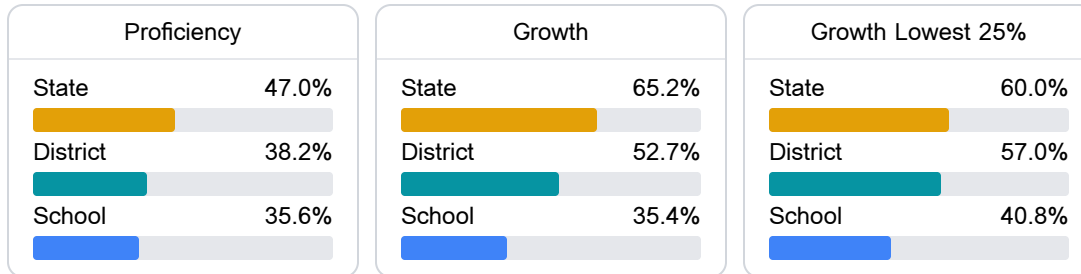 Proficiency
State 47.0%
District 38.2%
School 35.6%
Growth
State 65.2%
District 52.7%
School 35.4%
Growth Lowest 25%
State 60.0%
District 57.0%
School 40.8%